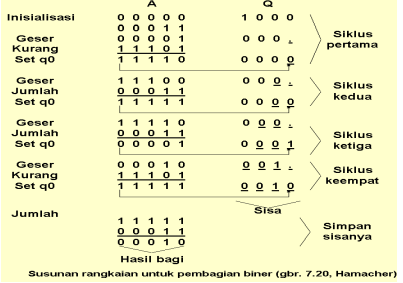 A Q
Inisialisasi 0 0 0 0 0 1 0 0 0
0 0 0 1 1
Geser 0 0 0 0 1 0 0 0 .
Kurang 1 1 1 0 1
Set q0 1 1 1 1 0 0 0 0 0
Siklus
pertama
Geser 1 1 1 0 0 0 0 0 .
Jumlah 0 0 0 1 1
Set q0 1 1 1 1 1 0 0 0 0
Siklus
kedua
Geser 1 1 1 1 0 0 0 0 .
Jumlah 0 0 0 1 1
Set q0 0 0 0 0 1 0 0 0 1
Siklus
ketiga
Geser 0 0 0 1 0 0 0 1 .
Kurang 1 1 1 0 1
Set q0 1 1 1 1 1 0 0 1 0
Siklus
keempat
Sisa
Jumlah
1 1 1 1 1
0 0 0 1 1
0 0 0 1 0
Simpan
sisanya
Hasil bagi
Susunan rangkaian untuk pembagian biner (gbr. 7.20, Hamacher)